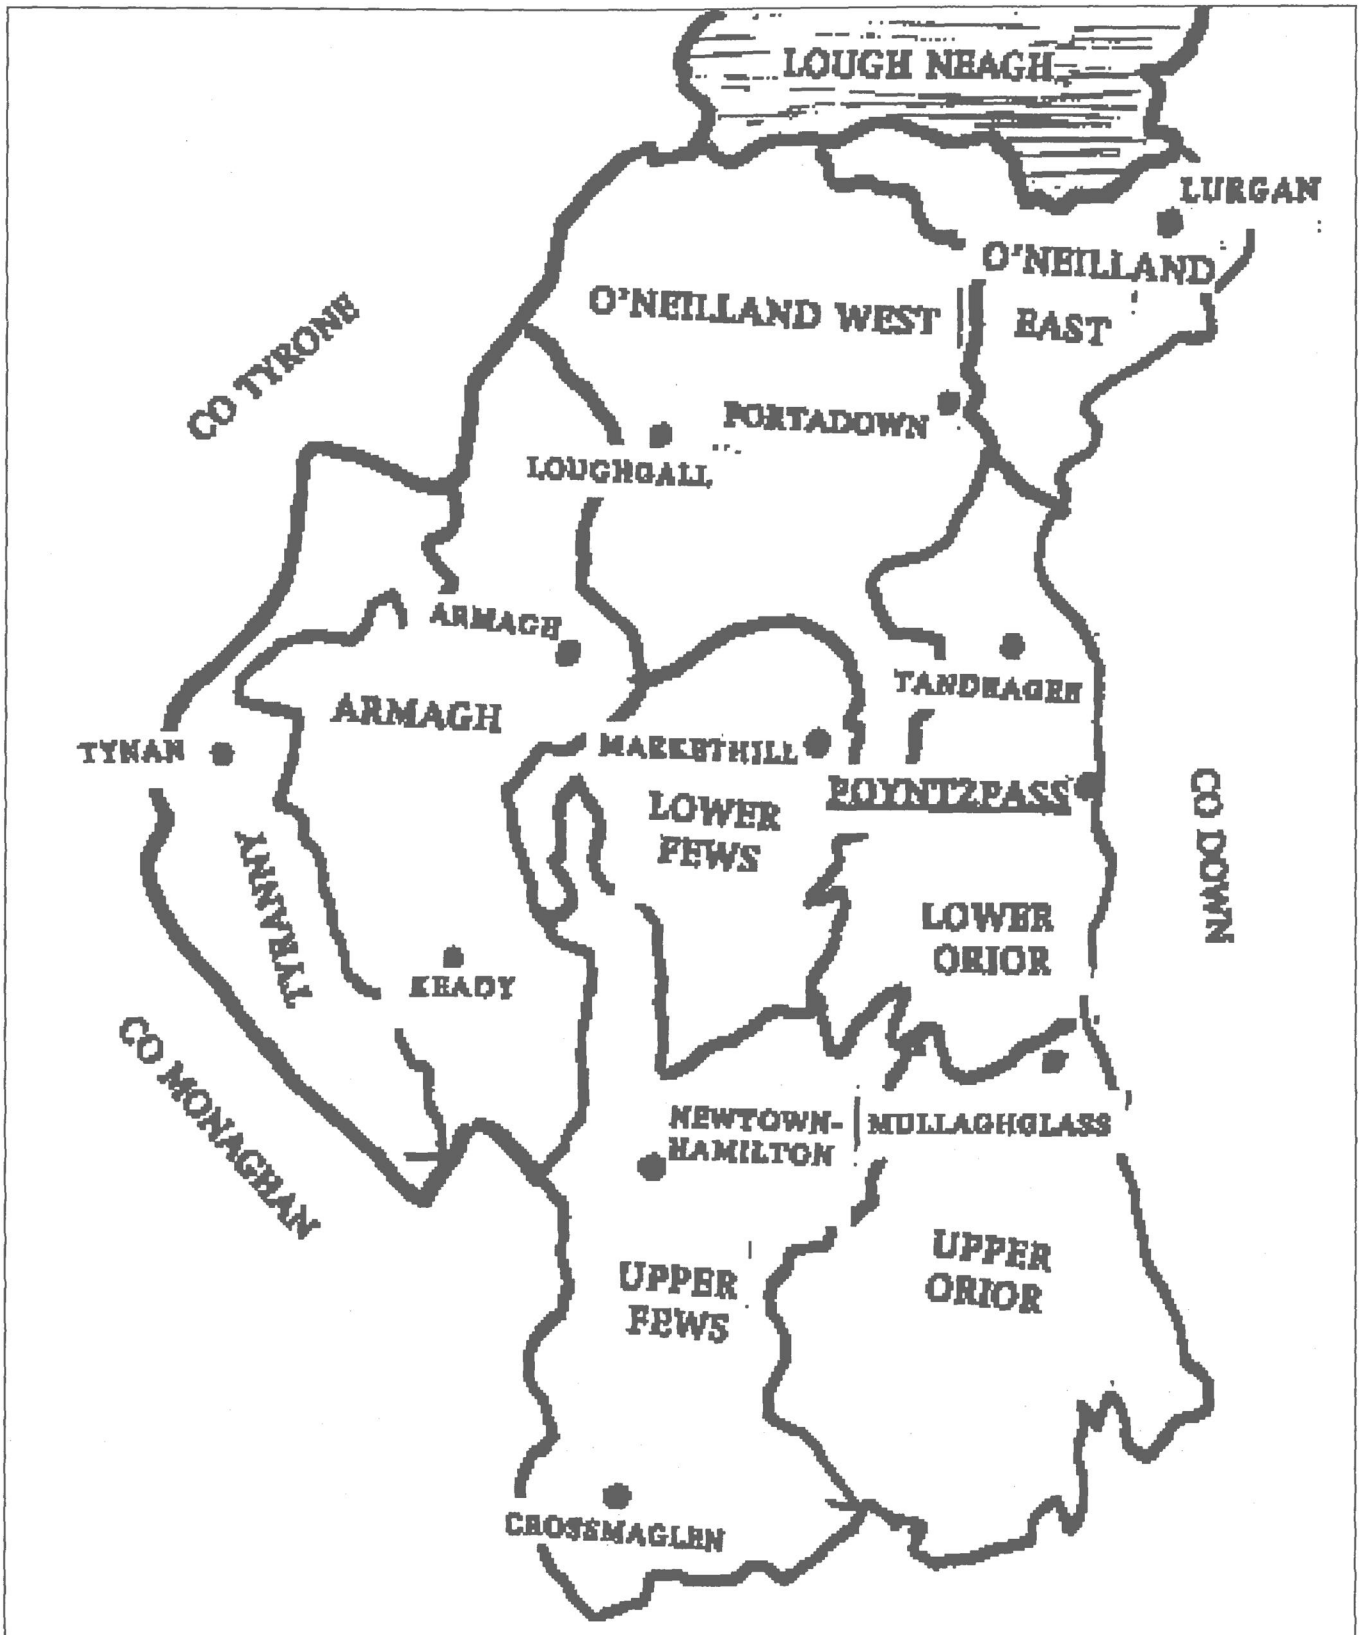 LOUGH NEAGH
LURGAN
O'NEILLAND
EAST
O'NEILLAND WEST
CO TYRONE
PORTADOWN
LOUGHGALL
ARMAGH
TANDRAGEE
ARMAGH
TYNAN
MARKETHILL
POYNTZPASS
LOWER
FEWS
CO DOWN
TYRANNY
LOWER
ORIOR
KEADY
CO MONAGHAN
NEWTOWN-
HAMILTON
MULLAGHGLASS
UPPER
ORIOR
UPPER
FEWS
CROSSMAGLEN